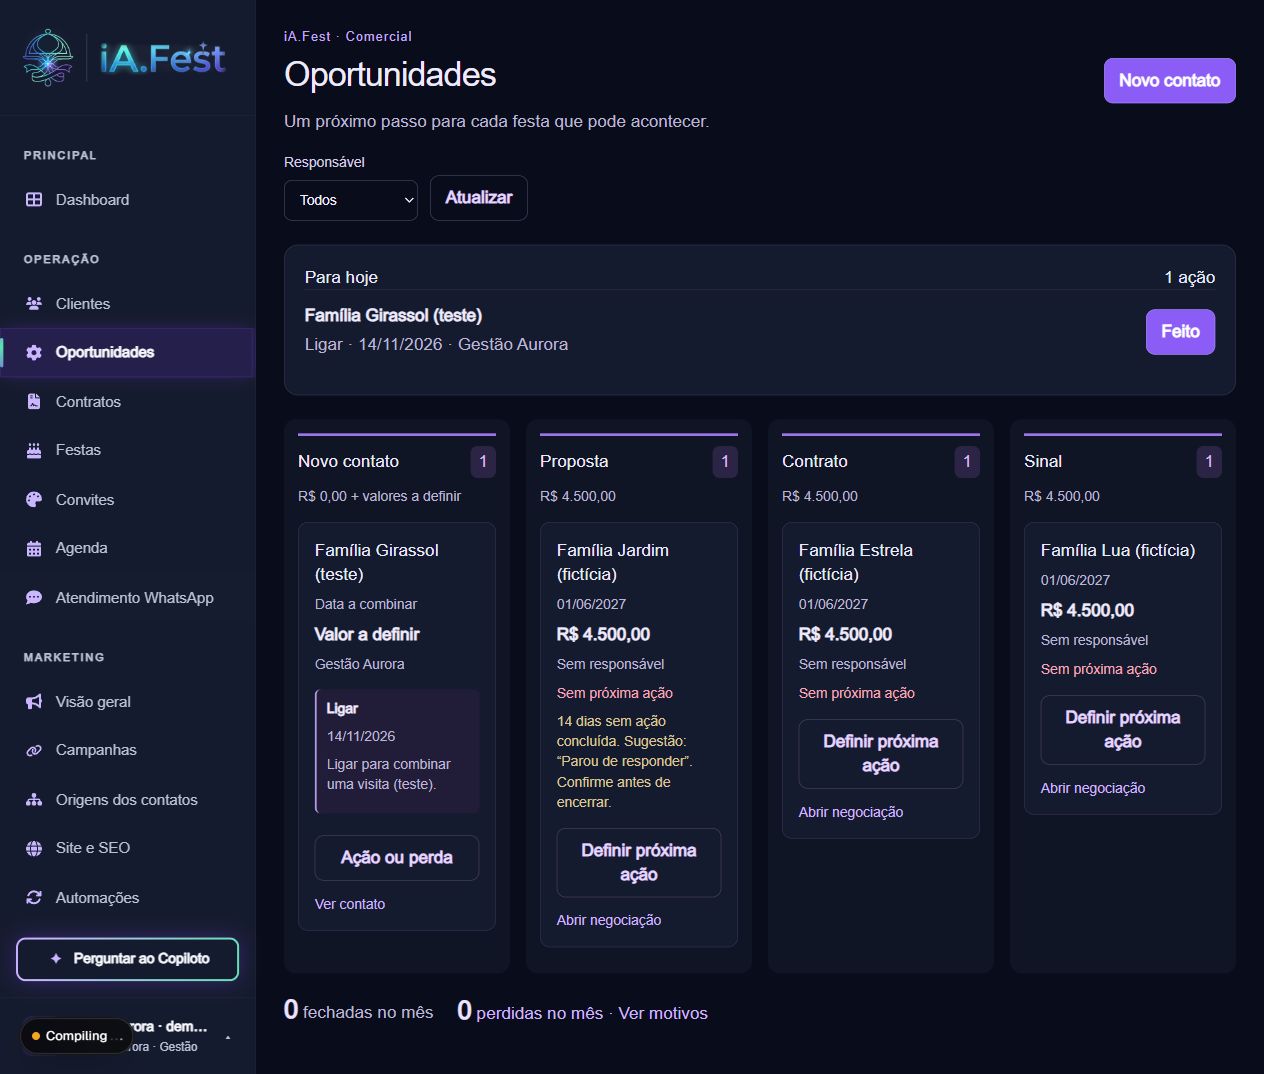 iA.Fest
PRINCIPAL
Dashboard
OPERAÇÃO
Clientes
Oportunidades
Contratos
Festas
Convites
Agenda
Atendimento WhatsApp
MARKETING
Visão geral
Campanhas
Origens dos contatos
Site e SEO
Automações
Perguntar ao Copiloto
Compiling ...
· dem...
· Gestão
iA.Fest · Comercial
Oportunidades
Novo contato
Um próximo passo para cada festa que pode acontecer.
Responsável
Todos
Atualizar
Para hoje
1 ação
Família Girassol (teste)
Ligar · 14/11/2026 · Gestão Aurora
Feito
Novo contato
1
R$ 0,00 + valores a definir
Família Girassol
(teste)
Data a combinar
Valor a definir
Gestão Aurora
Ligar
14/11/2026
Ligar para combinar
uma visita (teste).
Ação ou perda
Ver contato
Proposta
1
R$ 4.500,00
Família Jardim
(fictícia)
01/06/2027
R$ 4.500,00
Sem responsável
Sem próxima ação
14 dias sem ação
concluída. Sugestão:
“Parou de responder”.
Confirme antes de
encerrar.
Definir próxima
ação
Abrir negociação
Contrato
1
R$ 4.500,00
Família Estrela
(fictícia)
01/06/2027
R$ 4.500,00
Sem responsável
Sem próxima ação
Definir próxima
ação
Abrir negociação
Sinal
1
R$ 4.500,00
Família Lua (fictícia)
01/06/2027
R$ 4.500,00
Sem responsável
Sem próxima ação
Definir próxima
ação
Abrir negociação
0 fechadas no mês
0 perdidas no mês · Ver motivos